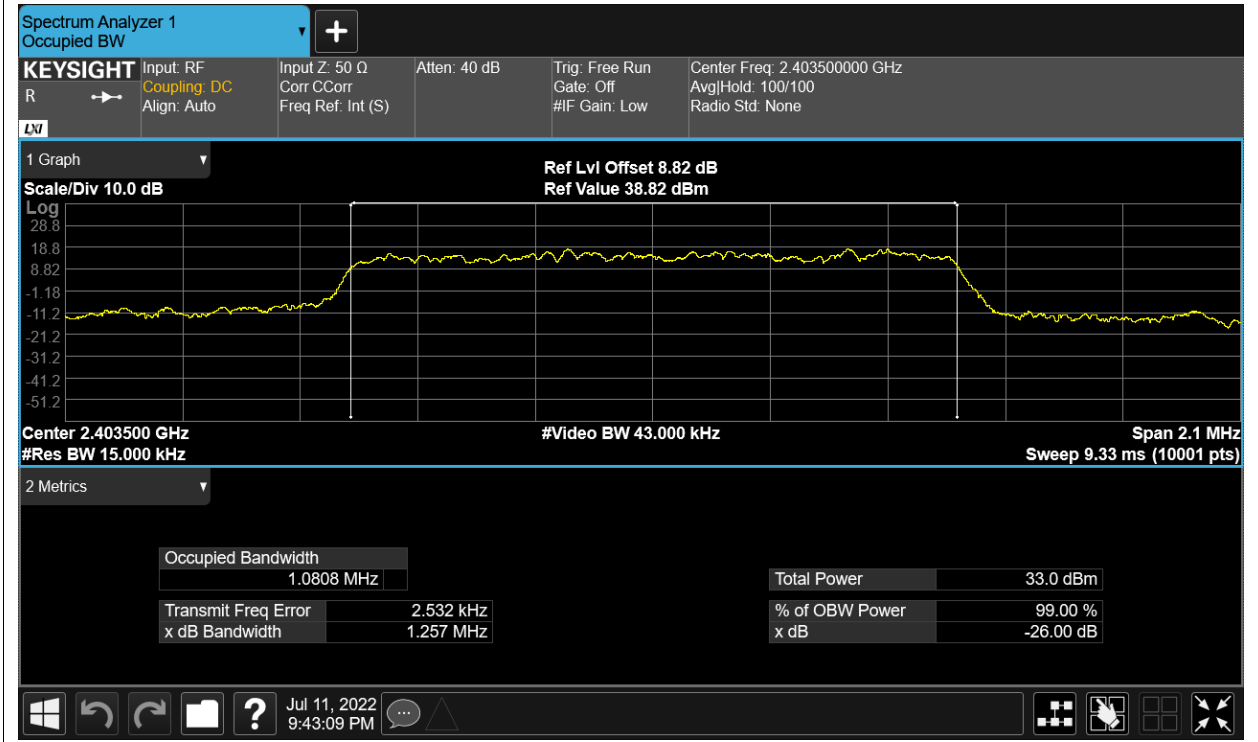 Spectrum Analyzer 1
Occupied BW
KEYSIGHT
R
LXI
Input: RF
Coupling: DC
Align: Auto
Input Z: 50 Ω
Corr CCorr
Freq Ref: Int (S)
Atten: 40 dB
Trig: Free Run
Gate: Off
#IF Gain: Low
Center Freq: 2.403500000 GHz
Avg|Hold: 100/100
Radio Std: None
1 Graph
Scale/Div 10.0 dB
Ref Lvl Offset 8.82 dB
Ref Value 38.82 dBm
Log
28.8
18.8
8.82
-1.18
-11.2
-21.2
-31.2
-41.2
-51.2
Center 2.403500 GHz
#Res BW 15.000 kHz
#Video BW 43.000 kHz
Span 2.1 MHz
Sweep 9.33 ms (10001 pts)
2 Metrics
Occupied Bandwidth
1.0808 MHz
Transmit Freq Error 2.532 kHz
x dB Bandwidth 1.257 MHz
Total Power 33.0 dBm
% of OBW Power 99.00 %
x dB -26.00 dB
?
Jul 11, 2022
9:43:09 PM